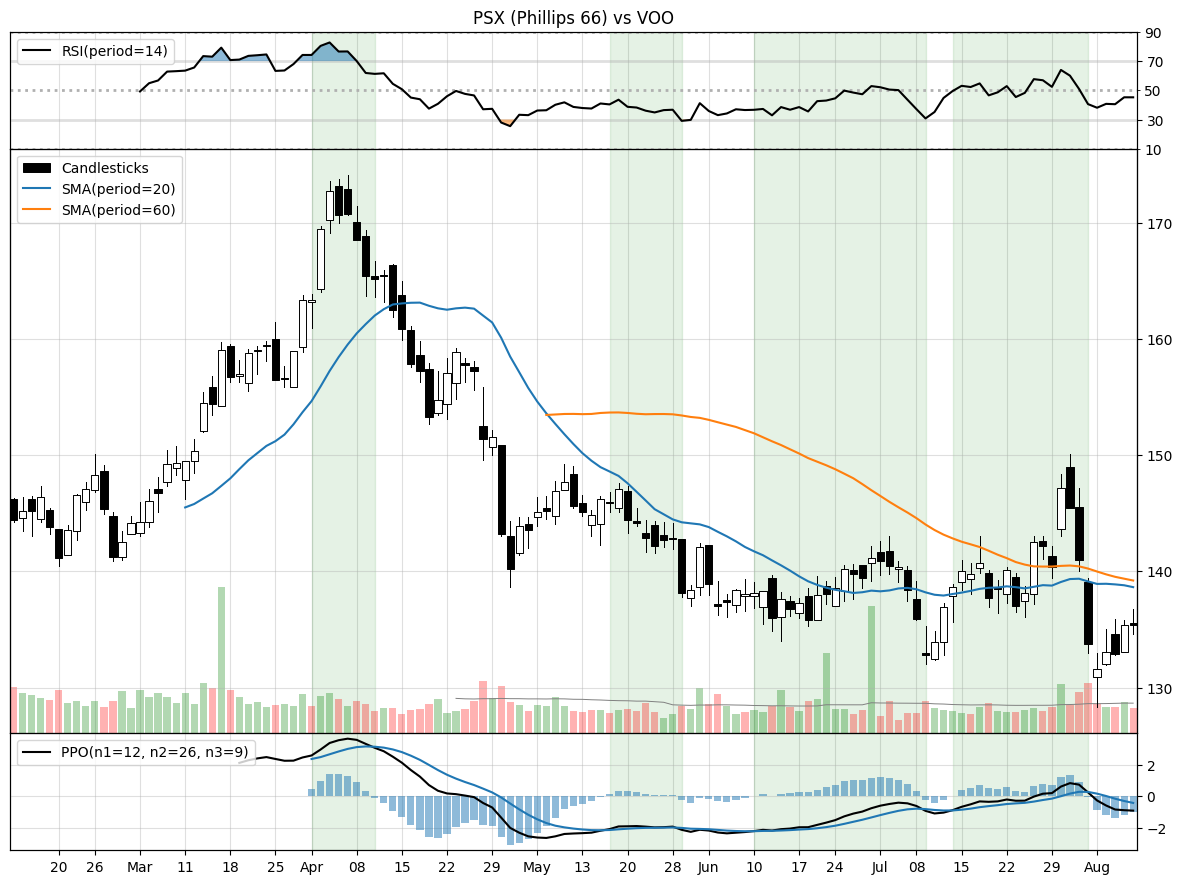 PSX (Phillips 66) vs VOO
RSI(period=14)
90
70
50
30
10
Candlesticks
SMA(period=20)
SMA(period=60)
170
160
150
140
130
PPO(n1=12, n2=26, n3=9)
2
0
−2
20 26 Mar 11 18 25 Apr 08 15 22 29 May 13 20 28 Jun 10 17 24 Jul 08 15 22 29 Aug